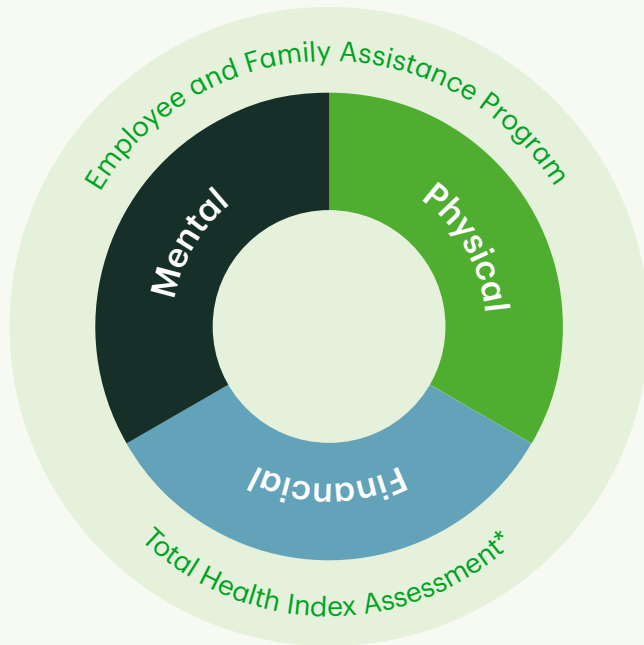 Employee and Family Assistance Program
Mental
Physical
Financial
Total Health Index Assessment*